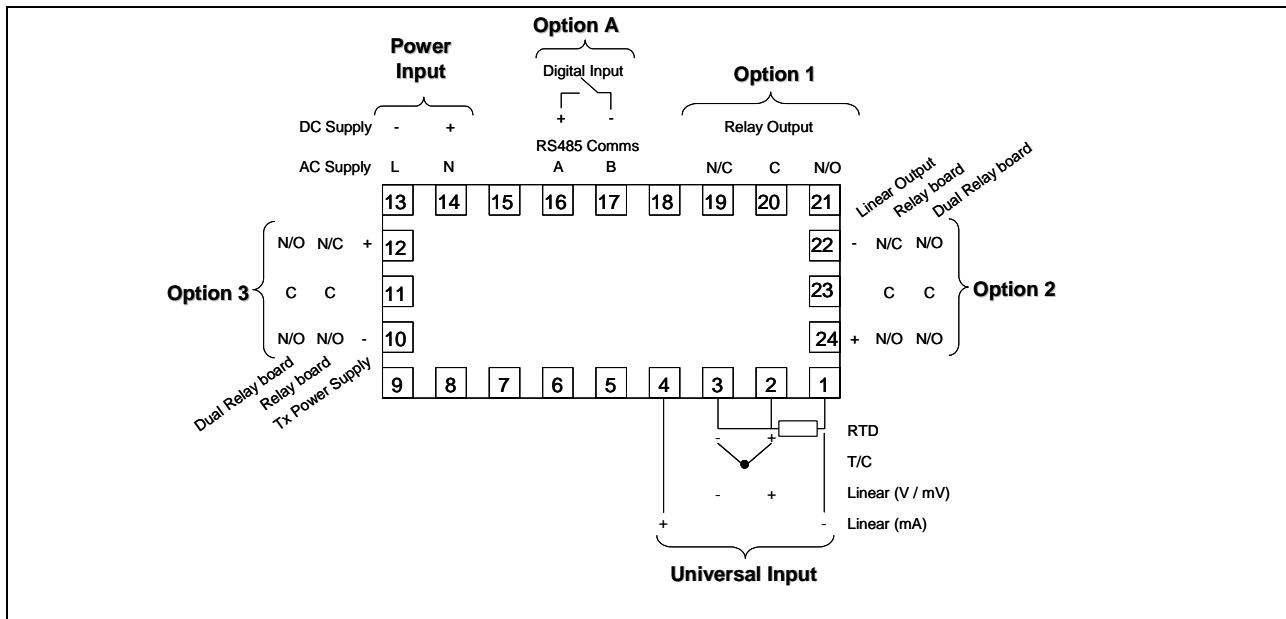 Option A
Power
Input
Digital Input
Option 1
DC Supply - +
+ -
Relay Output
RS485 Comms
AC Supply L N A B N/C C N/O
Linear Output
Relay board
Dual Relay board
13 14 15 16 17 18 19 20 21
N/O N/C + 12 22 - N/C N/O
Option 3 C C 11 23 C C Option 2
N/O N/O - 10 24 + N/O N/O
Dual Relay board
Relay board
Tx Power Supply
9 8 7 6 5 4 3 2 1
RTD
- +
T/C
- + Linear (V / mV)
+ - Linear (mA)
Universal Input